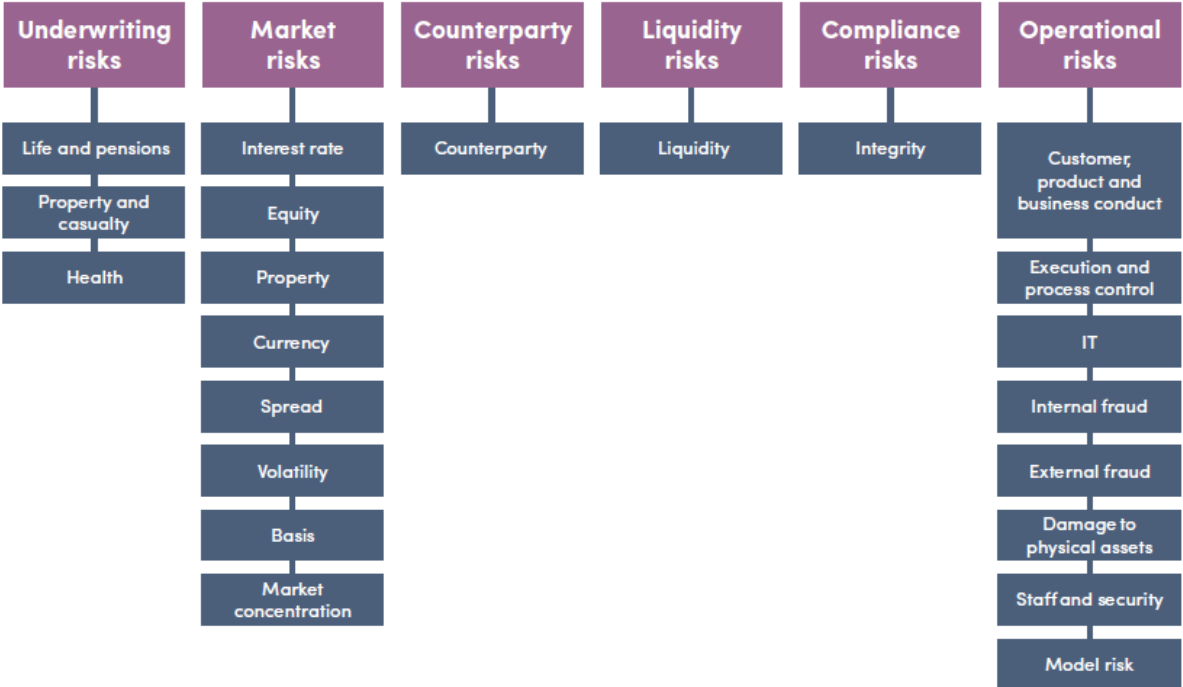 Underwriting
risks
Life and pensions
Property and
casualty
Health
Market
risks
Interest rate
Equity
Property
Currency
Spread
Volatility
Basis
Market
concentration
Counterparty
risks
Counterparty
Liquidity
risks
Liquidity
Compliance
risks
Integrity
Operational
risks
Customer,
product and
business conduct
Execution and
process control
IT
Internal fraud
External fraud
Damage to
physical assets
Staff and security
Model risk